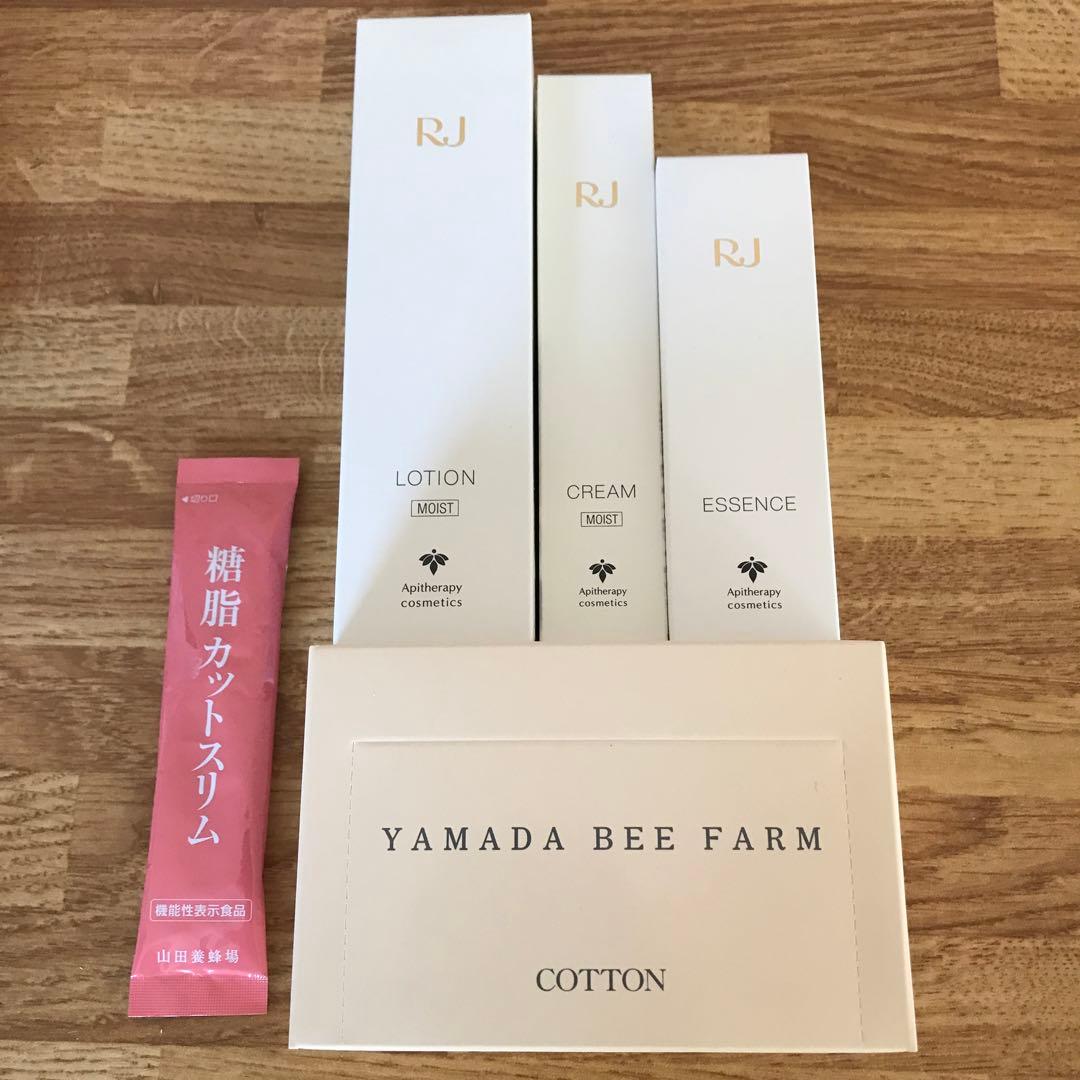 RJ
LOTION
MOIST
Apitherapy
cosmetics
RJ
CREAM
MOIST
Apitherapy
cosmetics
RJ
ESSENCE
Apitherapy
cosmetics
◀切り口
糖脂カットスリム
機能性表示食品
山田養蜂場
YAMADA BEE FARM
COTTON